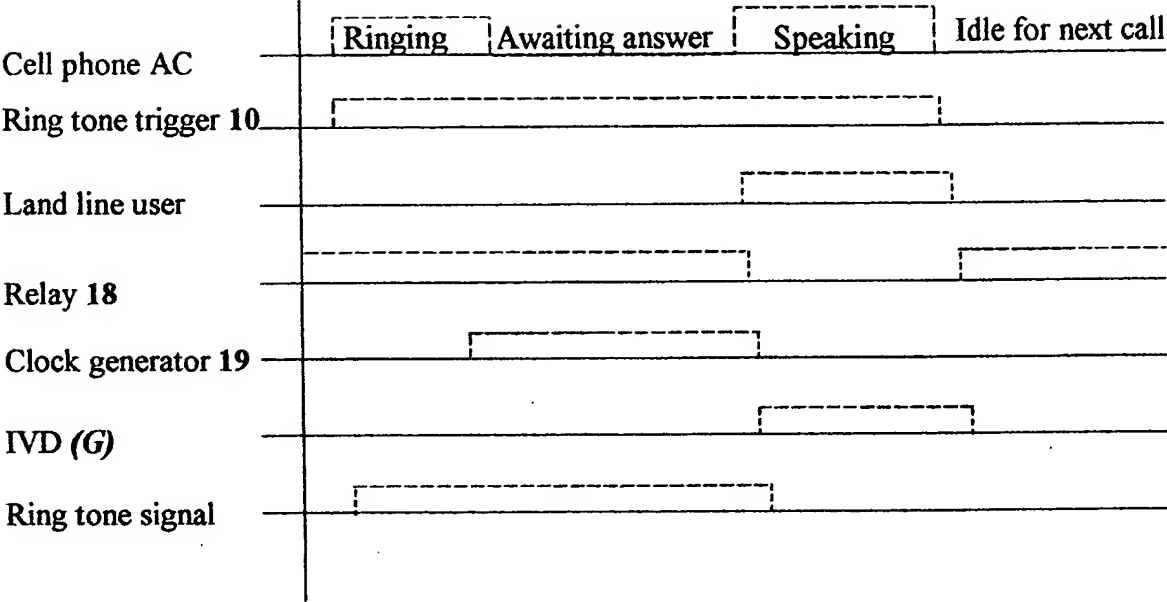 Ringing Awaiting answer Speaking Idle for next call
Cell phone AC
Ring tone trigger 10
Land line user
Relay 18
Clock generator 19
IVD (G)
Ring tone signal